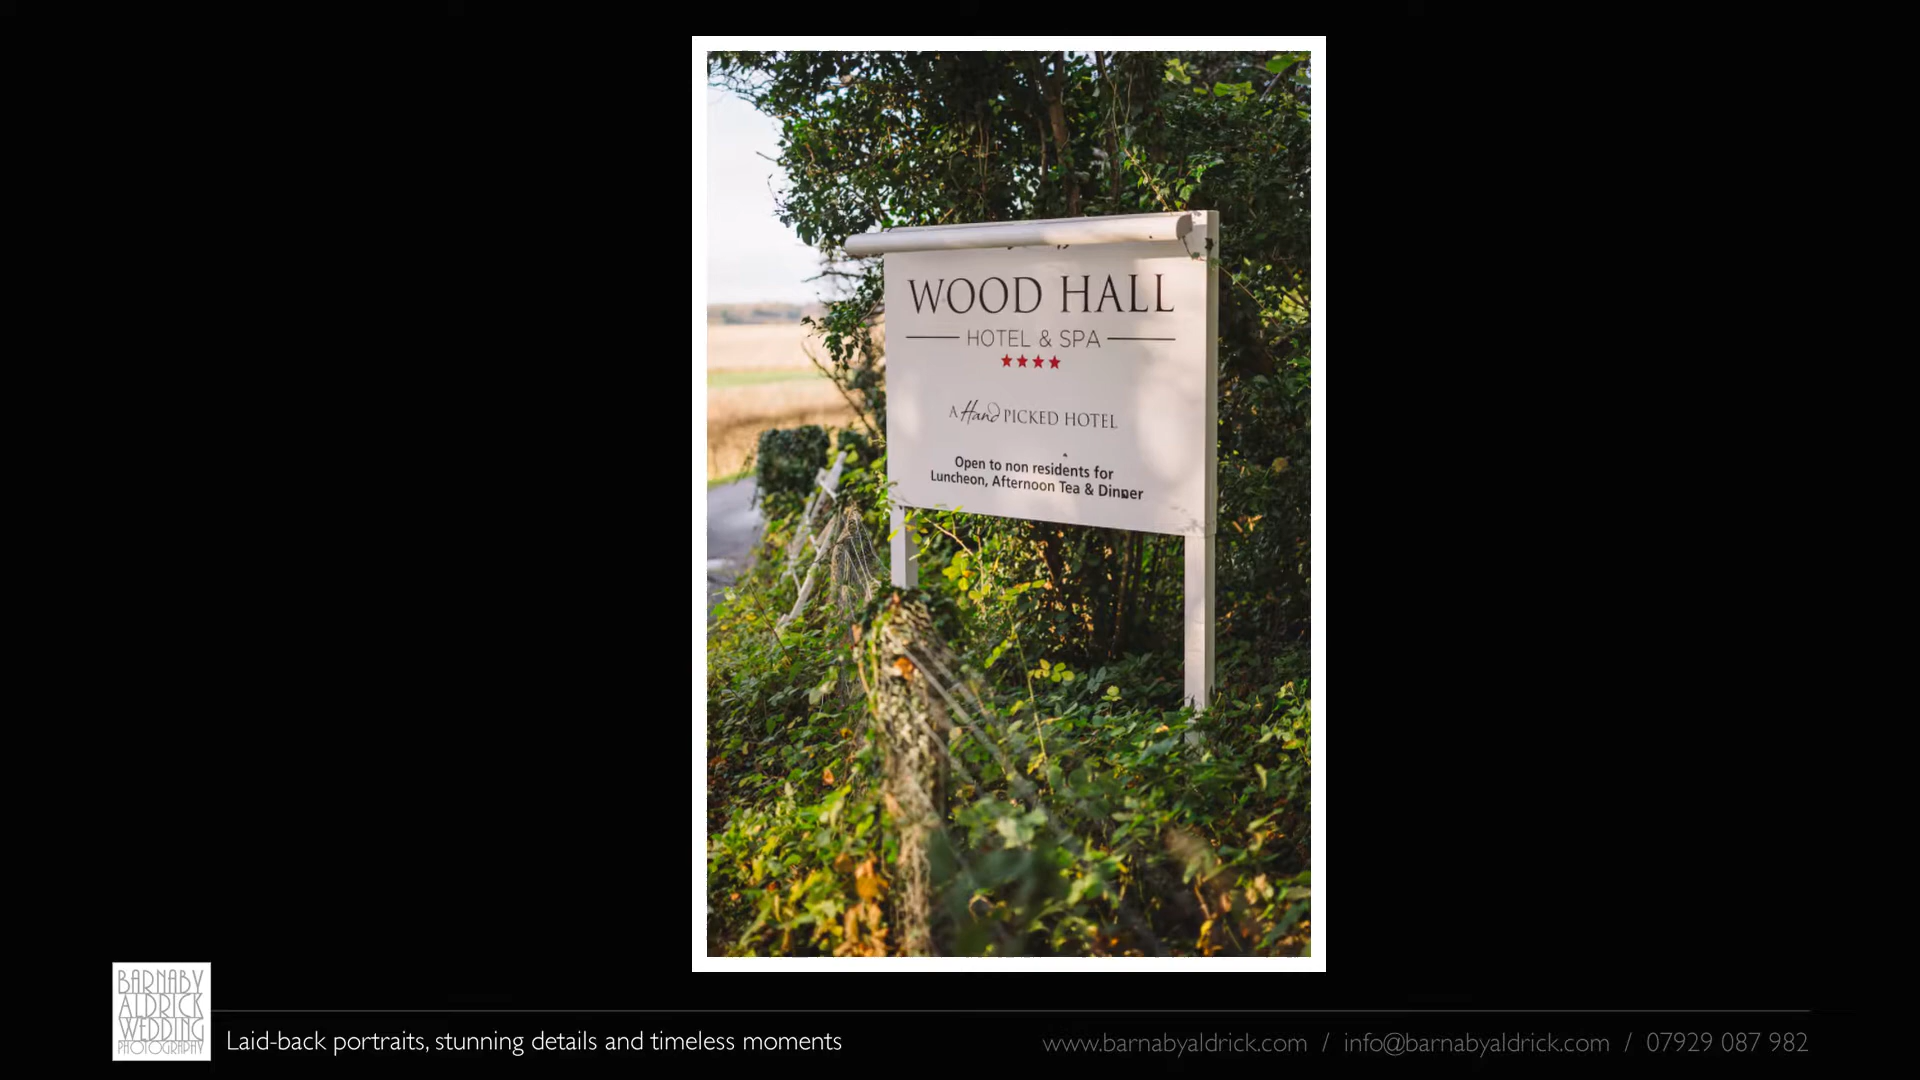 WOOD HALL
HOTEL & SPA
A Hand PICKED HOTEL
Open to non residents for
Luncheon, Afternoon Tea & Dinner
BARNABY
ALDRICK
WEDDING
PHOTOGRAPHY
Laid-back portraits, stunning details and timeless moments
www.barnabyaldrick.com / info@barnabyaldrick.com / 07929 087 982